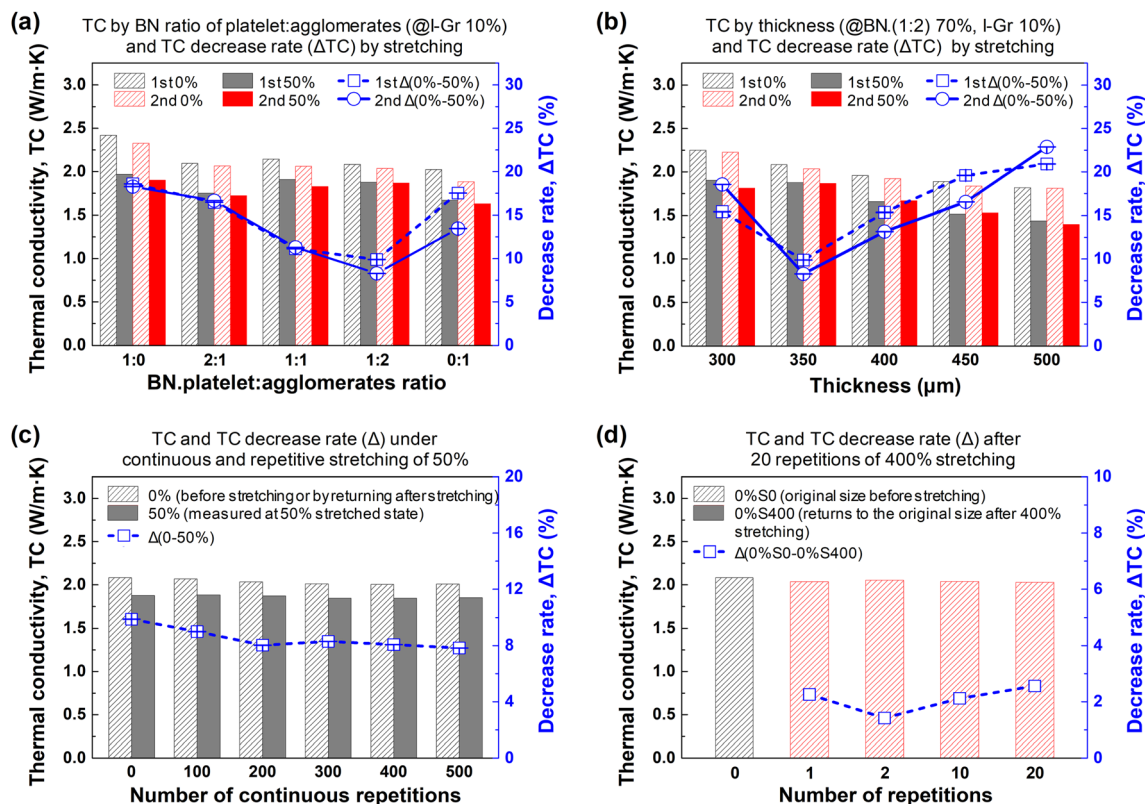 (a)
TC by BN ratio of platelet:agglomerates (@I-Gr 10%)
and TC decrease rate (ΔTC) by stretching
1st 0%
1st 50%
1st Δ(0%-50%)
2nd 0%
2nd 50%
2nd Δ(0%-50%)
Thermal conductivity, TC (W/m·K)
3.0
2.5
2.0
1.5
1.0
0.5
0.0
30
25
20
15
10
5
0
Decrease rate, ΔTC (%)
1:0 2:1 1:1 1:2 0:1
BN.platelet:agglomerates ratio
(b)
TC by thickness (@BN.(1:2) 70%, I-Gr 10%)
and TC decrease rate (ΔTC) by stretching
1st 0%
1st 50%
1st Δ(0%-50%)
2nd 0%
2nd 50%
2nd Δ(0%-50%)
Thermal conductivity, TC (W/m·K)
3.0
2.5
2.0
1.5
1.0
0.5
0.0
30
25
20
15
10
5
0
Decrease rate, ΔTC (%)
300 350 400 450 500
Thickness (μm)
(c)
TC and TC decrease rate (Δ) under
continuous and repetitive stretching of 50%
0% (before stretching or by returning after stretching)
50% (measured at 50% stretched state)
Δ(0-50%)
Thermal conductivity, TC (W/m·K)
3.0
2.5
2.0
1.5
1.0
0.5
0.0
20
16
12
8
4
0
Decrease rate, ΔTC (%)
0 100 200 300 400 500
Number of continuous repetitions
(d)
TC and TC decrease rate (Δ) after
20 repetitions of 400% stretching
0%S0 (original size before stretching)
0%S400 (returns to the original size after 400%
stretching)
Δ(0%S0-0%S400)
Thermal conductivity, TC (W/m·K)
3.0
2.5
2.0
1.5
1.0
0.5
0.0
10
8
6
4
2
0
Decrease rate, ΔTC (%)
0 1 2 10 20
Number of repetitions